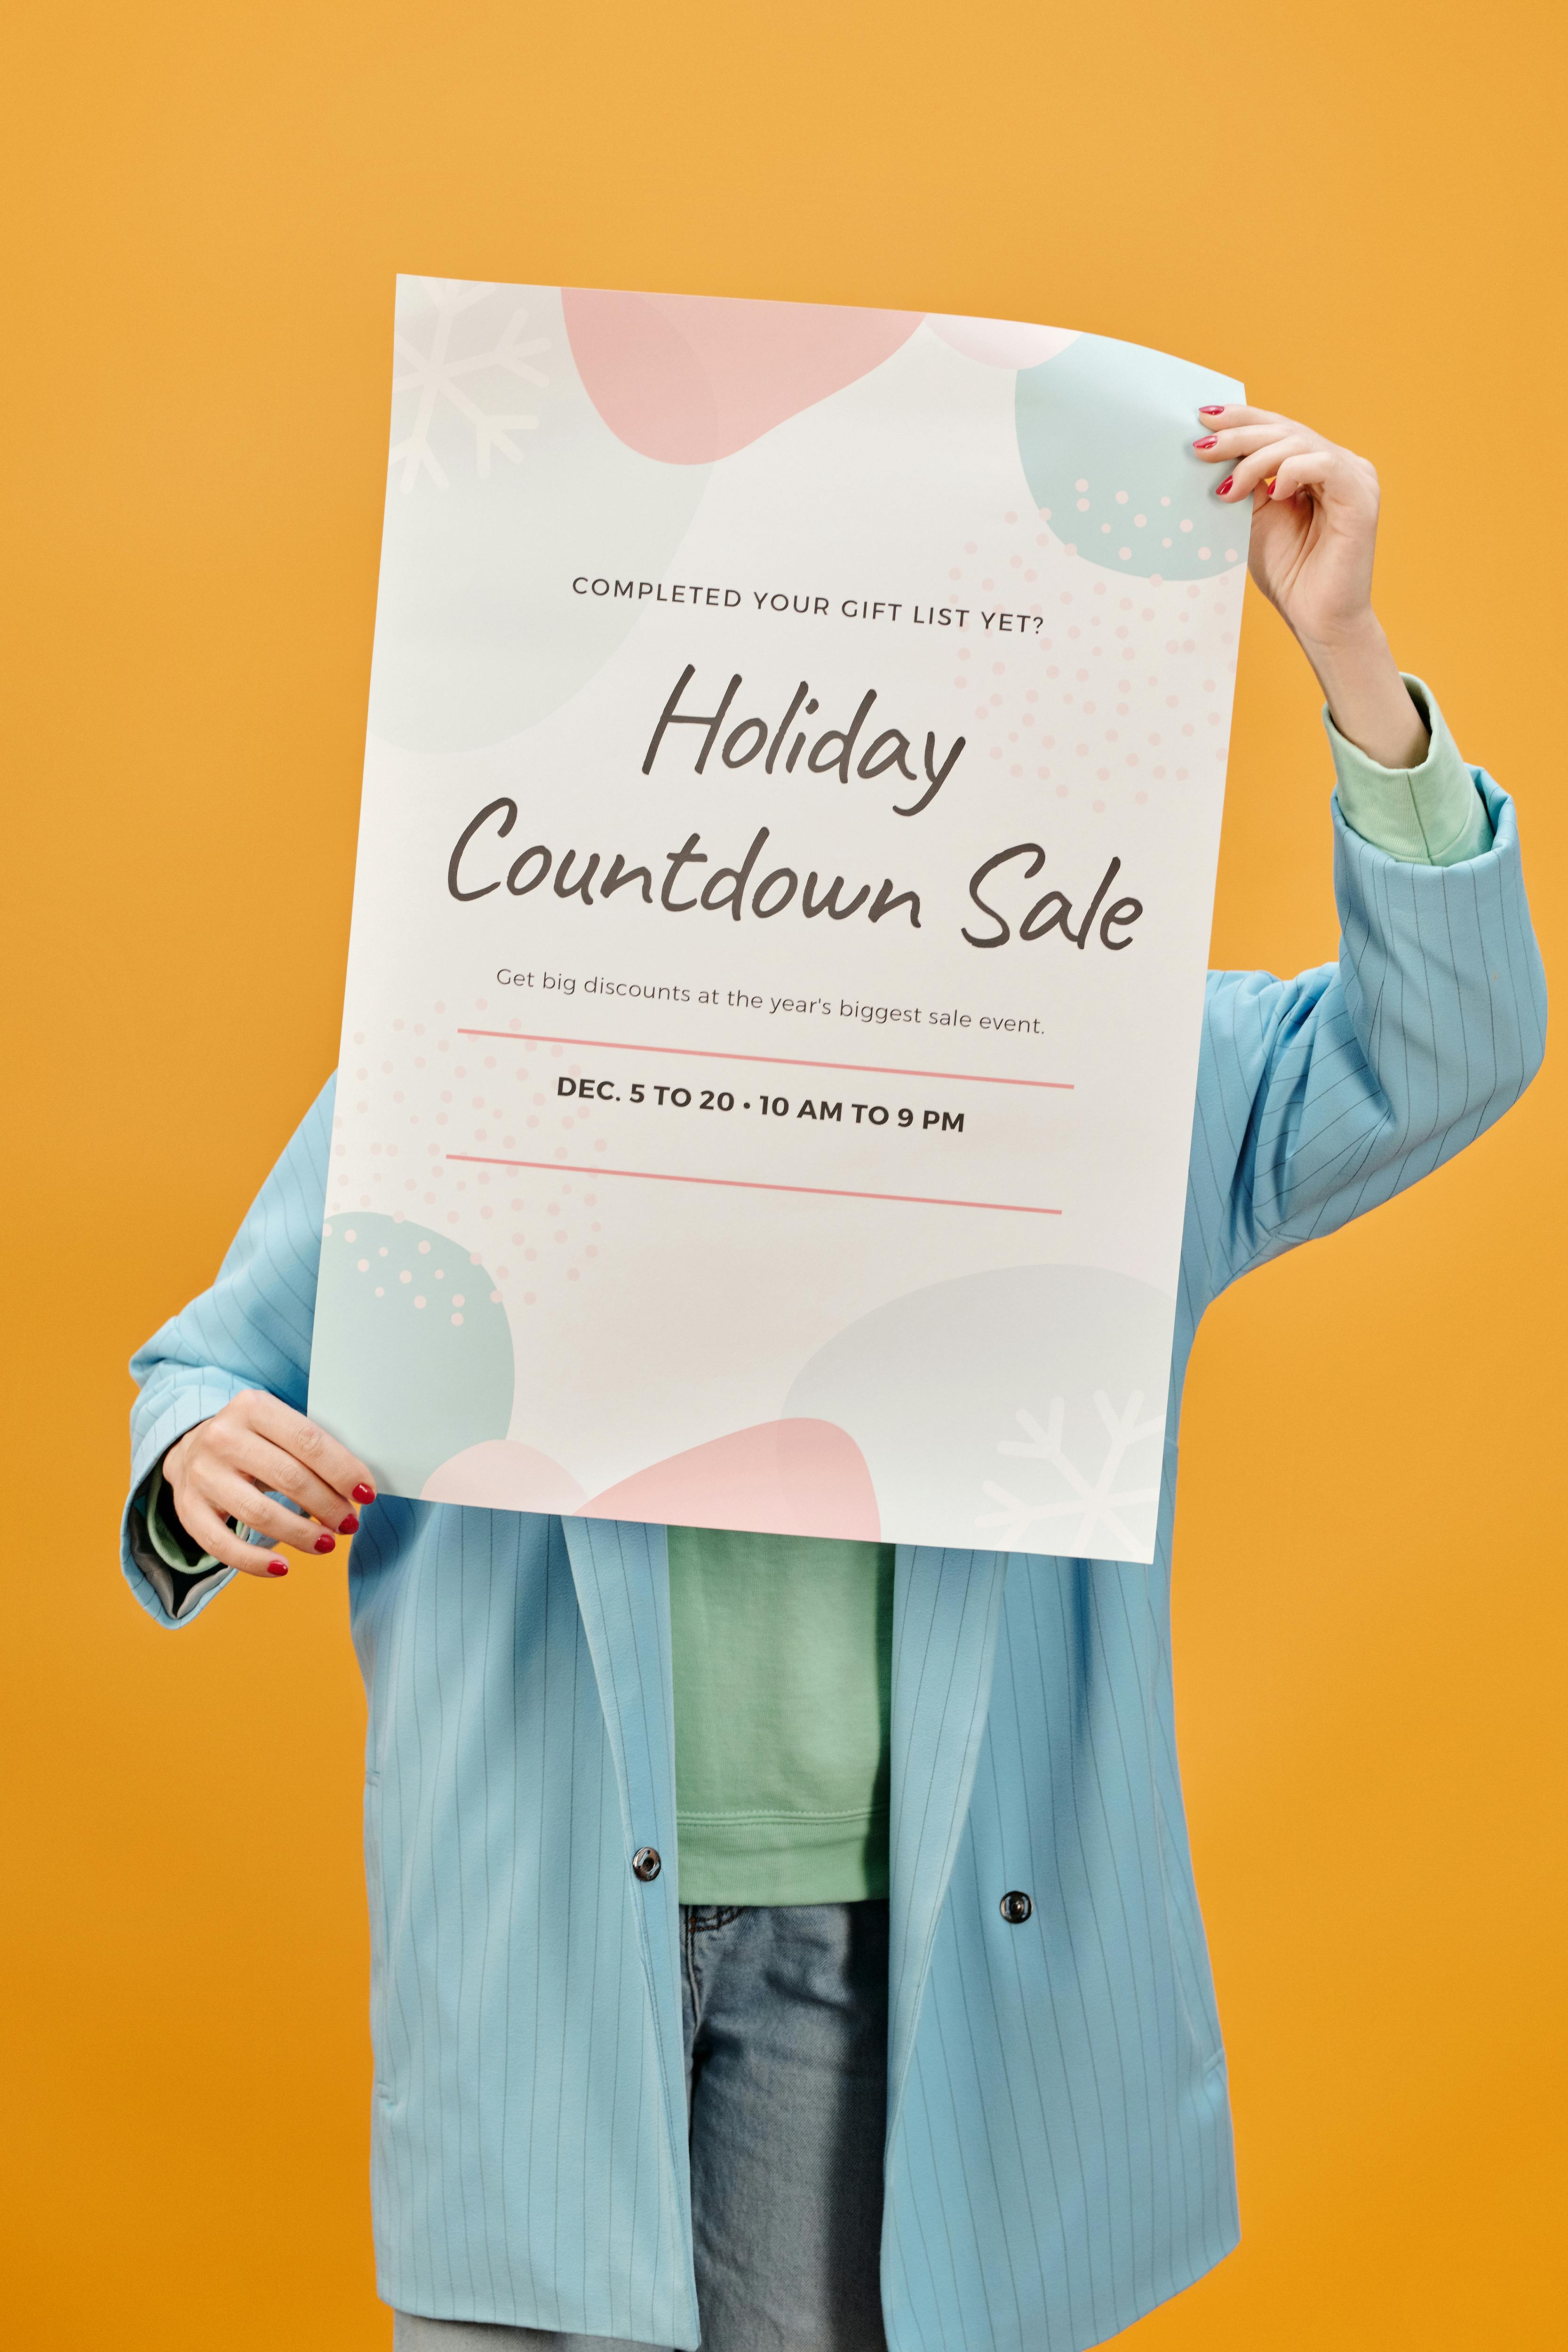 COMPLETED YOUR GIFT LIST YET?
Holiday
Countdown Sale
Get big discounts at the year's biggest sale event.
DEC. 5 TO 20 • 10 AM TO 9 PM